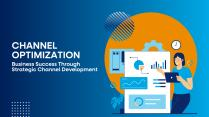 CHANNEL
OPTIMIZATION
Business Success Through
Strategic Channel Development